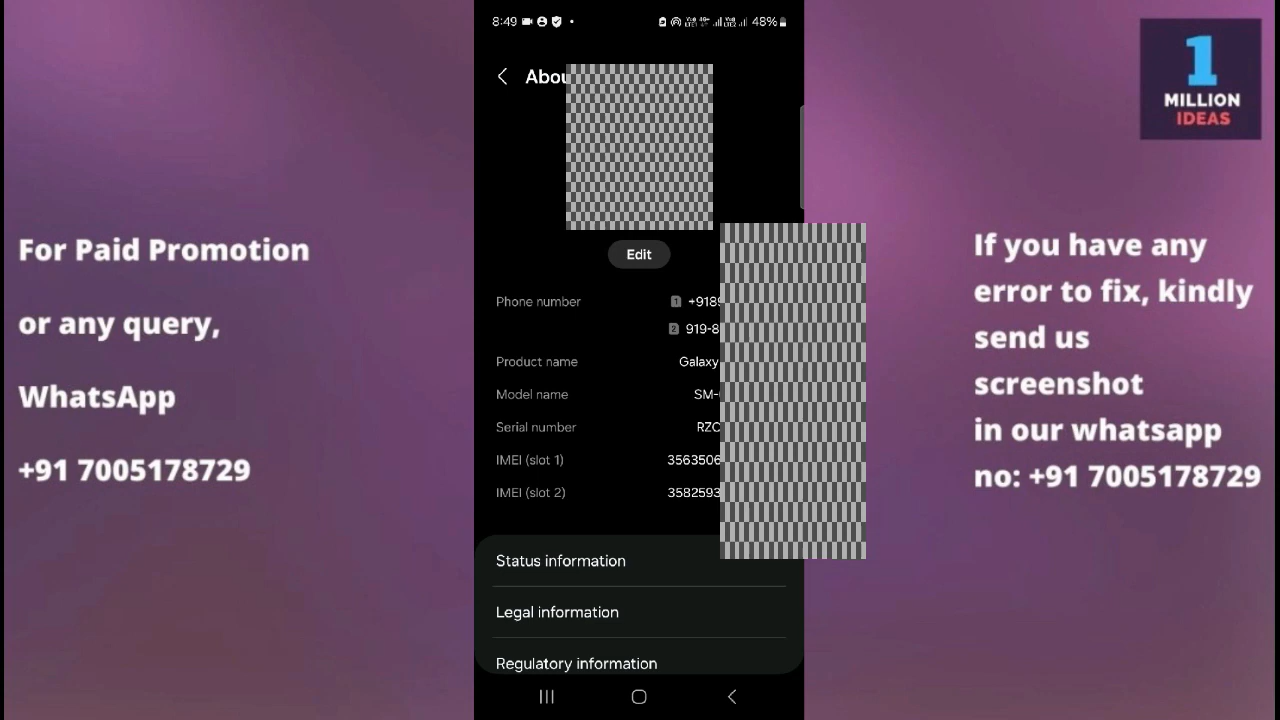 For Paid Promotion
or any query,
WhatsApp
+91 7005178729
8:49
48%
Edit
Phone number
1 +9189
2 919-8
Product name Galaxy
Model name SM-
Serial number RZC
IMEI (slot 1) 3563506
IMEI (slot 2) 3582593
Status information
Legal information
Regulatory information
1
MILLION
IDEAS
If you have any
error to fix, kindly
send us
screenshot
in our whatsapp
no: +91 7005178729